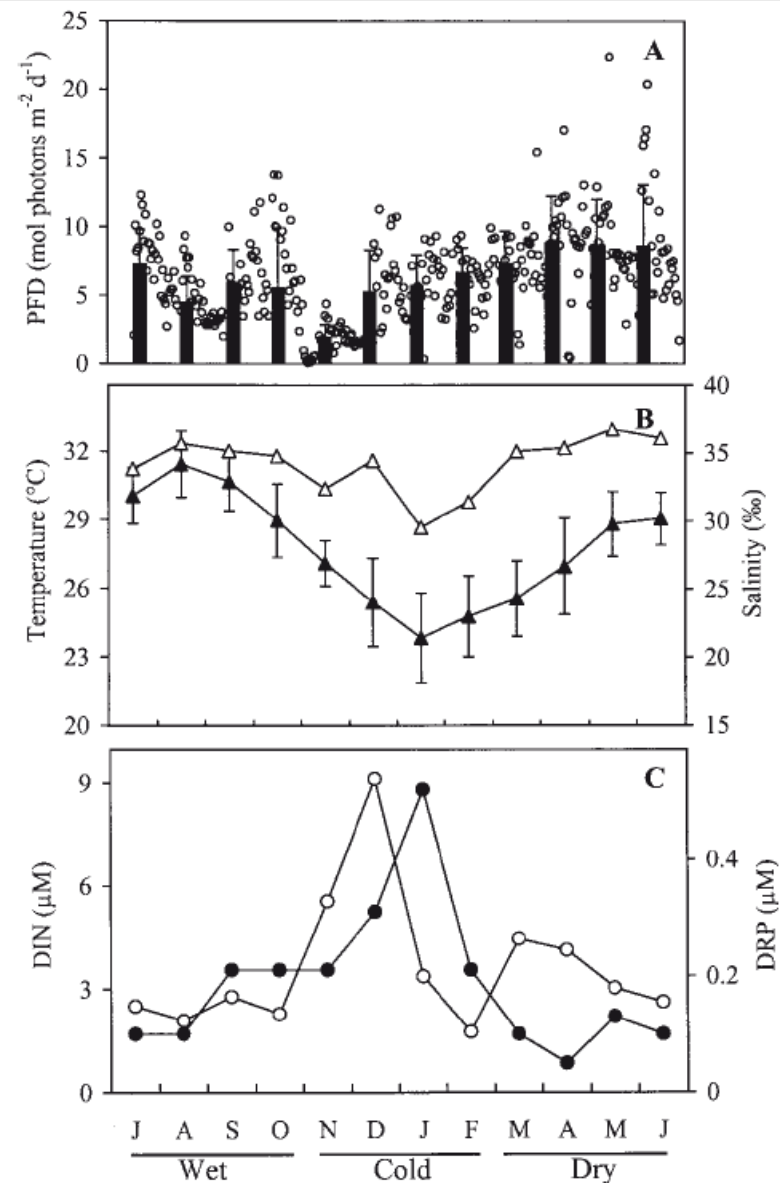 A
PFD (mol photons m⁻² d⁻¹)
25
20
15
10
5
0
B
Temperature (°C)
32
29
26
23
20
40
35
30
25
20
15
Salinity (‰)
C
DIN (µM)
9
6
3
0
0.4
0.2
0
DRP (µM)
J A S O N D J F M A M J
Wet Cold Dry